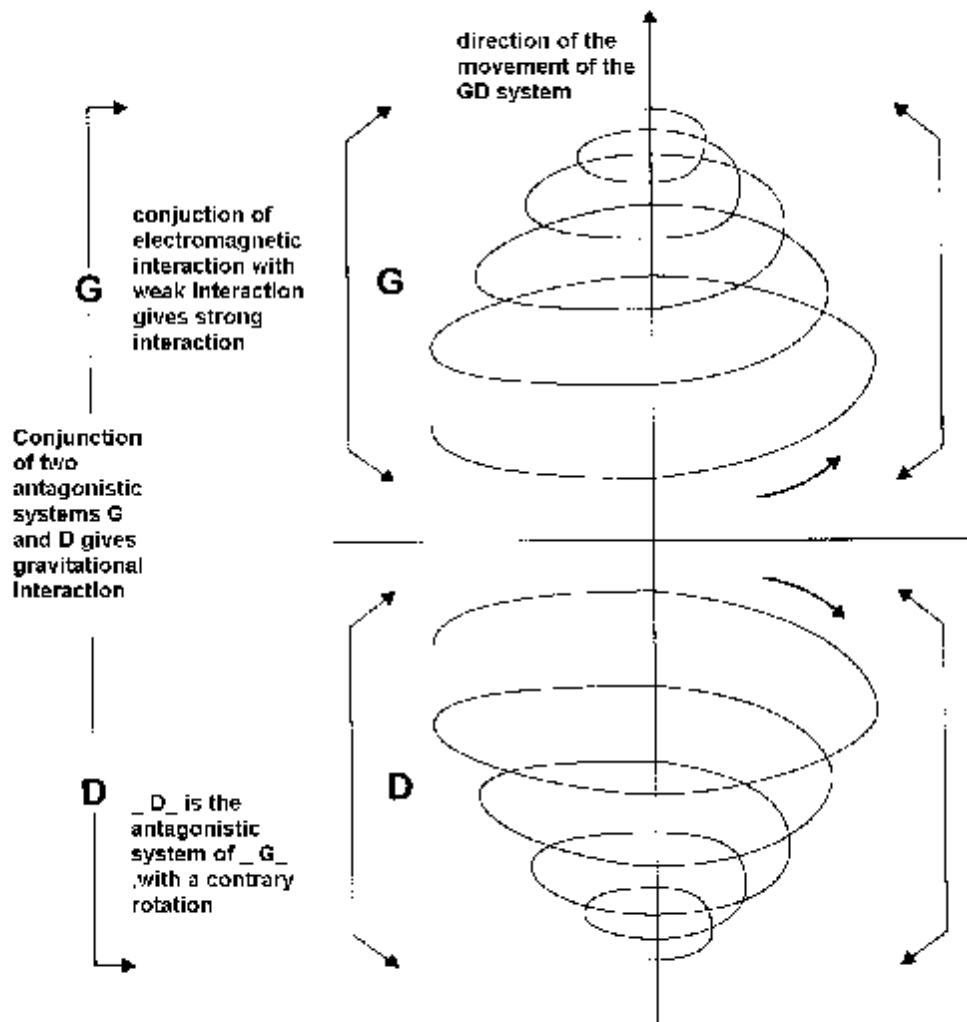 direction of the
movement of the
GD system
conjuction of
electromagnetic
interaction with
weak Interaction
gives strong
interaction
G
G
Conjunction
of two
antagonistic
systems G
and D gives
gravitational
Interaction
D
D
_ D_ is the
antagonistic
system of _ G_
,with a contrary
rotation